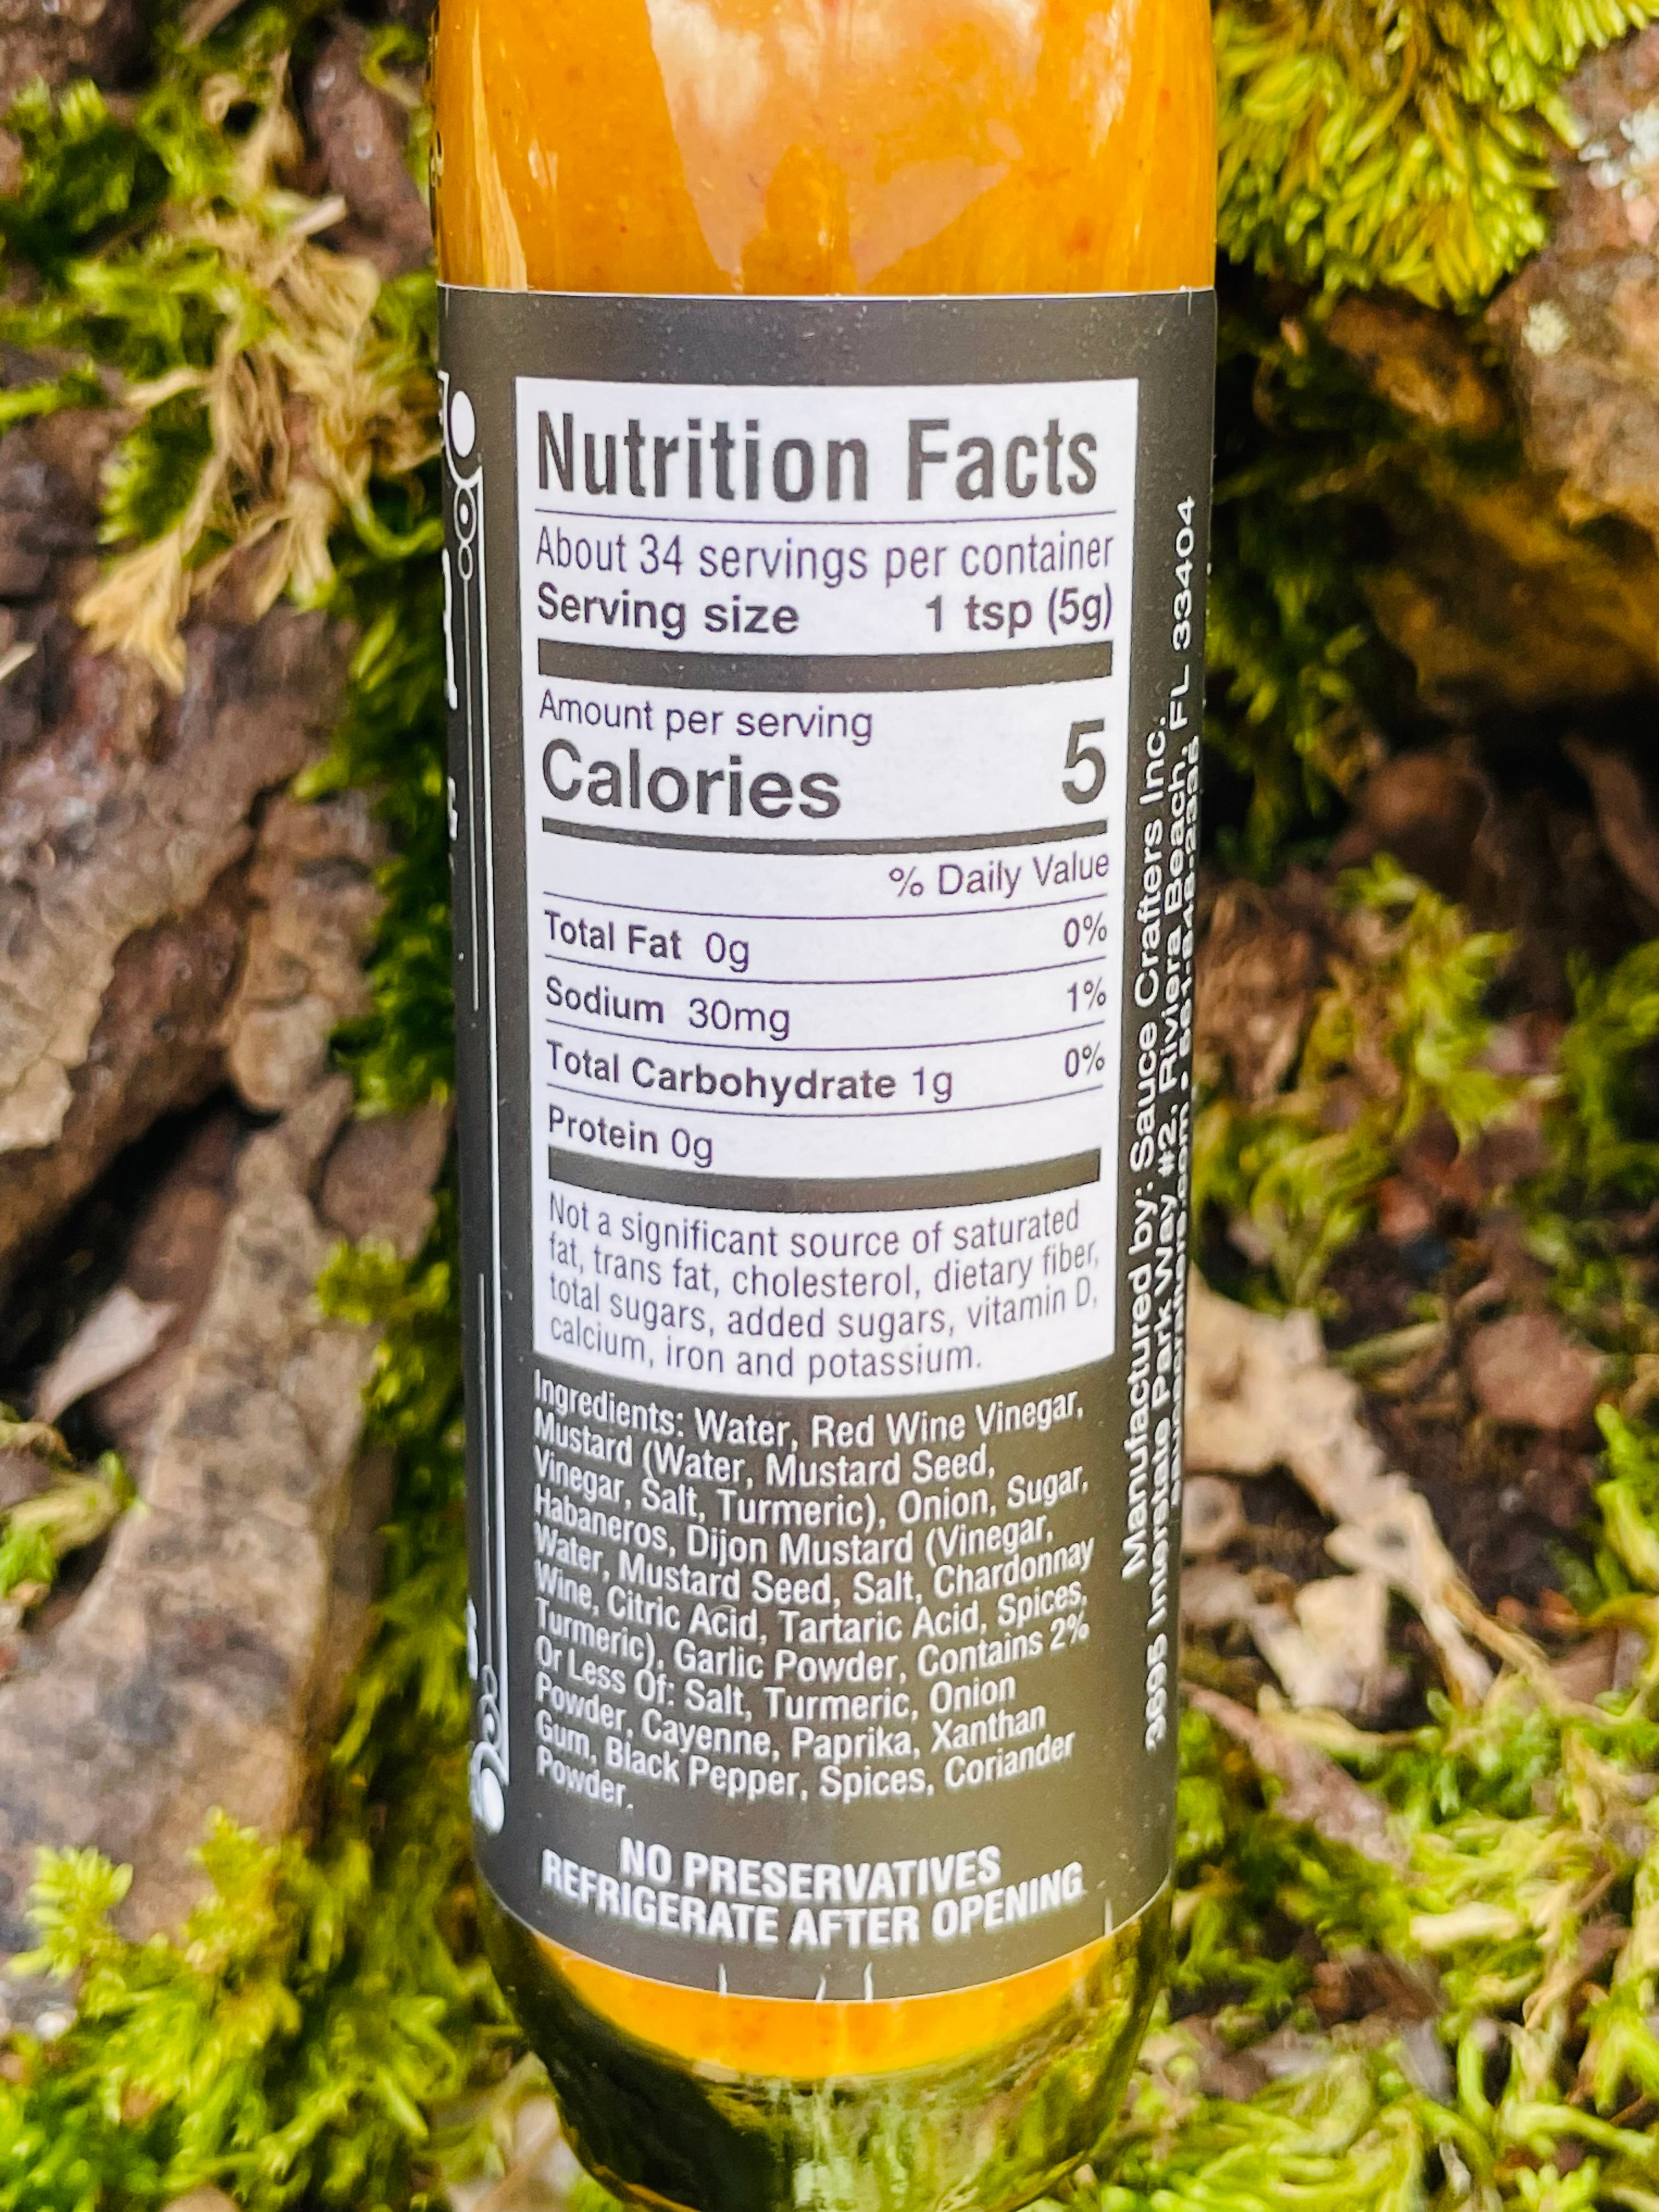 Nutrition Facts
About 34 servings per container
Serving size 1 tsp (5g)
Amount per serving
Calories 5
% Daily Value
Total Fat 0g 0%
Sodium 30mg 1%
Total Carbohydrate 1g 0%
Protein 0g
Not a significant source of saturated
fat, trans fat, cholesterol, dietary fiber,
total sugars, added sugars, vitamin D,
calcium, iron and potassium.
Ingredients: Water, Red Wine Vinegar,
Mustard (Water, Mustard Seed,
Vinegar, Salt, Turmeric), Onion, Sugar,
Habaneros, Dijon Mustard (Vinegar,
Water, Mustard Seed, Salt, Chardonnay
Wine, Citric Acid, Tartaric Acid, Spices,
Turmeric), Garlic Powder, Contains 2%
Or Less Of: Salt, Turmeric, Onion
Powder, Cayenne, Paprika, Xanthan
Gum, Black Pepper, Spices, Coriander
Powder.
NO PRESERVATIVES
REFRIGERATE AFTER OPENING
Manufactured by: Sauce Crafters Inc.
3695 Interstate Park Way #2, Riviera Beach, FL 33404